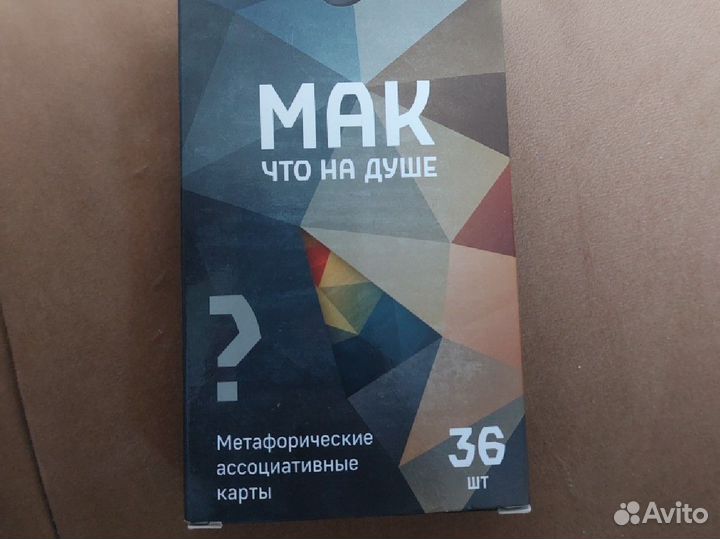 МАК
ЧТО НА ДУШЕ
?
Метафорические
ассоциативные
карты
36
шт
Avito